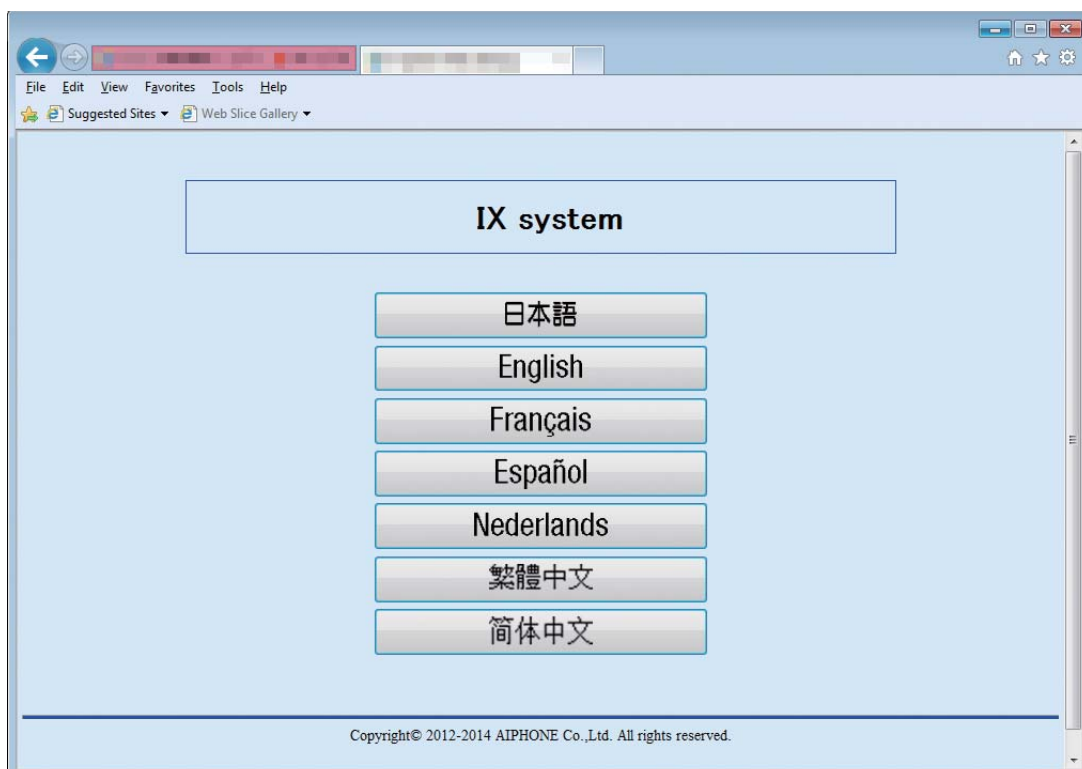 File Edit View Favorites Tools Help
Suggested Sites Web Slice Gallery
IX system
日本語
English
Français
Español
Nederlands
繁體中文
简体中文
Copyright© 2012-2014 AIPHONE Co.,Ltd. All rights reserved.